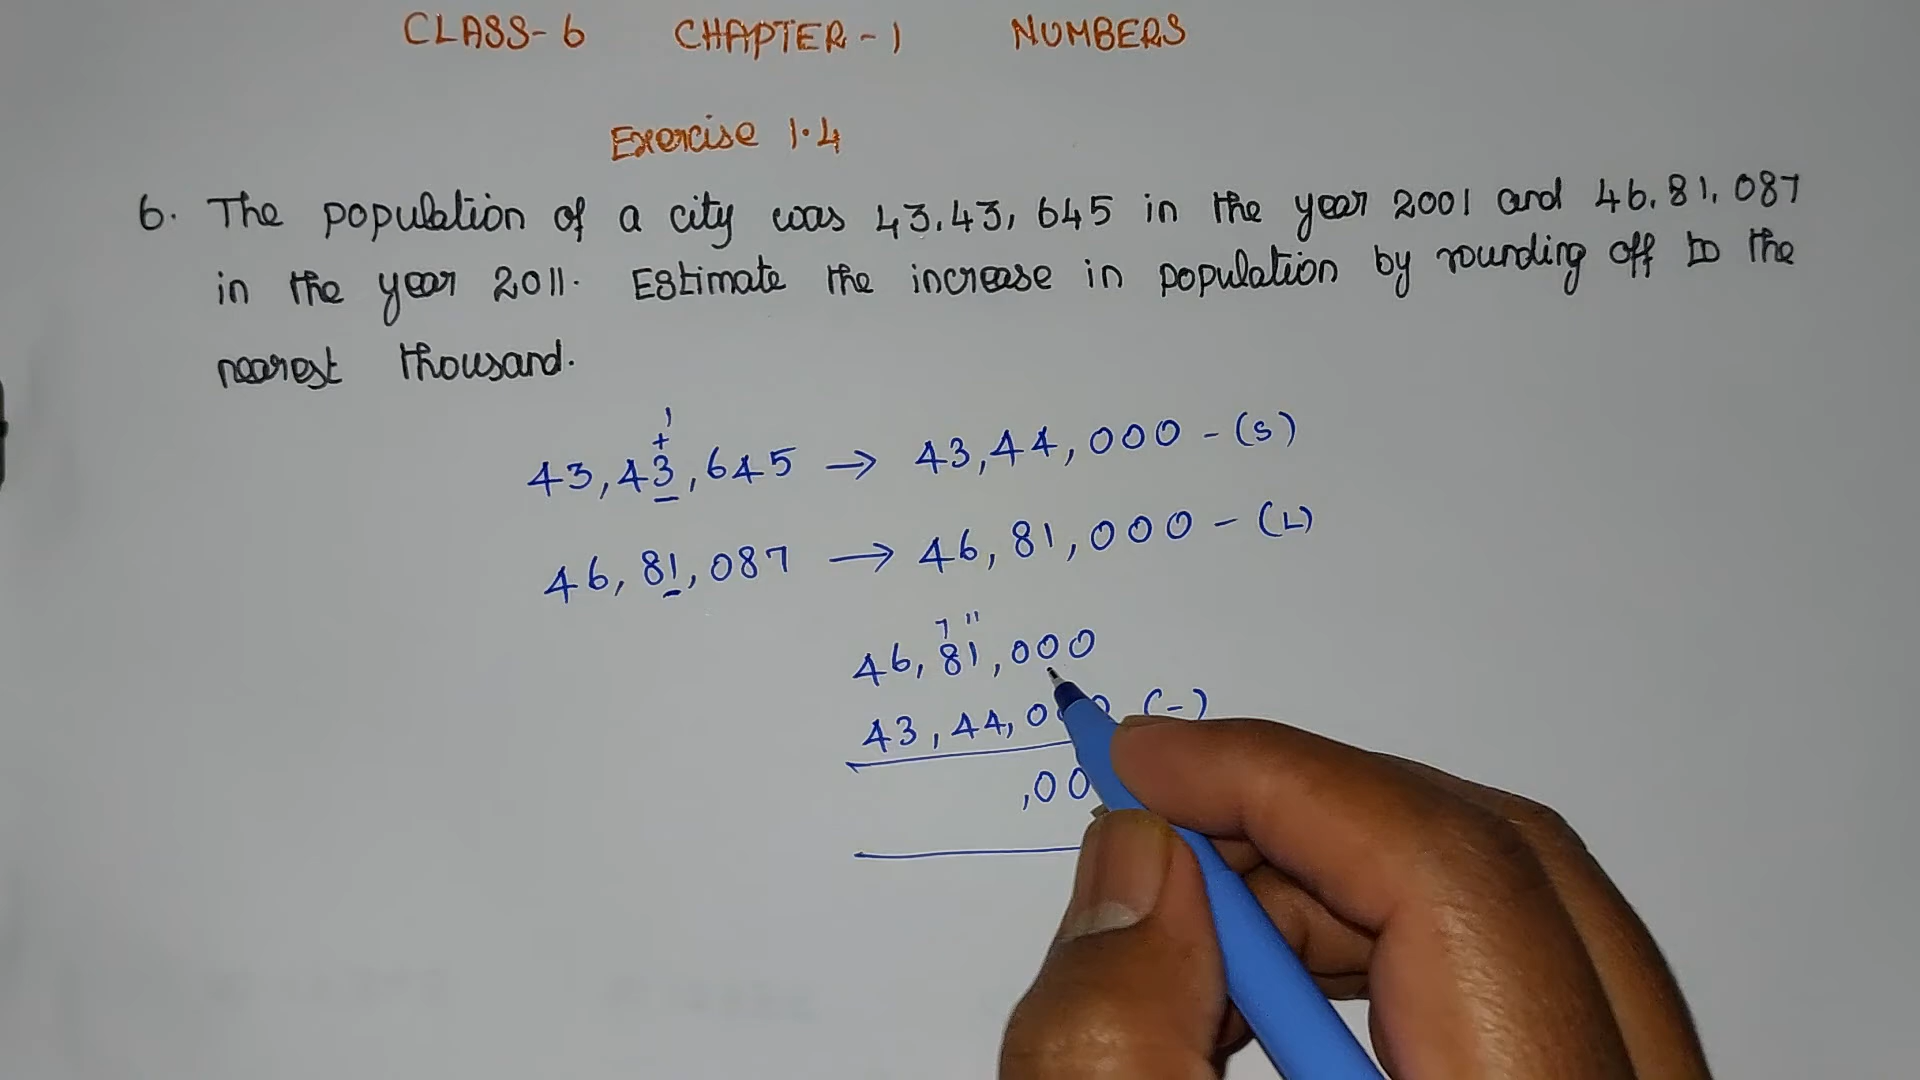 CLASS-6 CHAPTER-1 NUMBERS
Exercise 1.4
6. The population of a city was 43,43,645 in the year 2001 and 46,81,087
in the year 2011. Estimate the increase in population by rounding off to the
nearest thousand.
1
+
43,43,645 → 43,44,000 - (S)
46,81,087 → 46,81,000 - (L)
7 11
46,81,000
43,44,0 (-)
,00